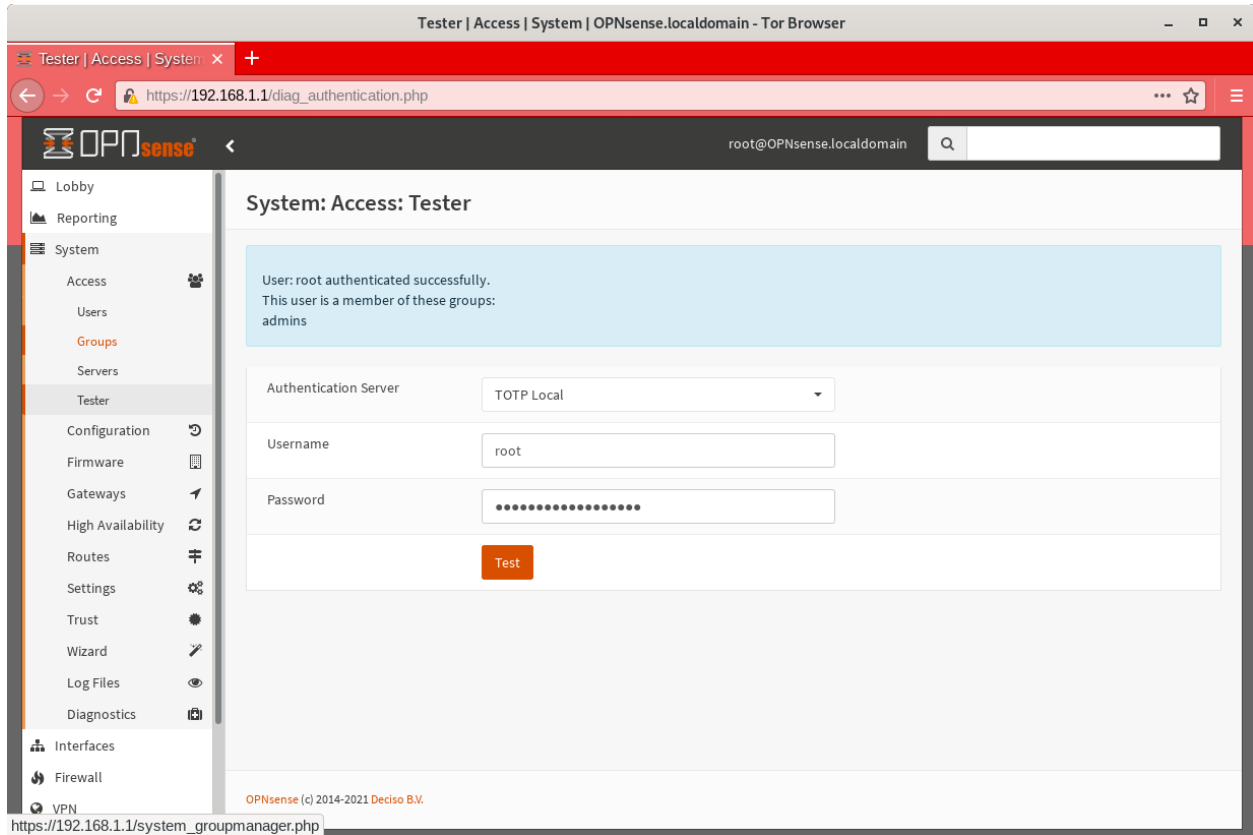 Tester | Access | System | OPNsense.localdomain - Tor Browser
Tester | Access | System
https://192.168.1.1/diag_authentication.php
OPNsense
root@OPNsense.localdomain
Lobby
Reporting
System
Access
Users
Groups
Servers
Tester
Configuration
Firmware
Gateways
High Availability
Routes
Settings
Trust
Wizard
Log Files
Diagnostics
Interfaces
Firewall
VPN
System: Access: Tester
User: root authenticated successfully.
This user is a member of these groups:
admins
Authentication Server
TOTP Local
Username
root
Password
••••••••••••••••••
Test
OPNsense (c) 2014-2021 Deciso B.V.
https://192.168.1.1/system_groupmanager.php